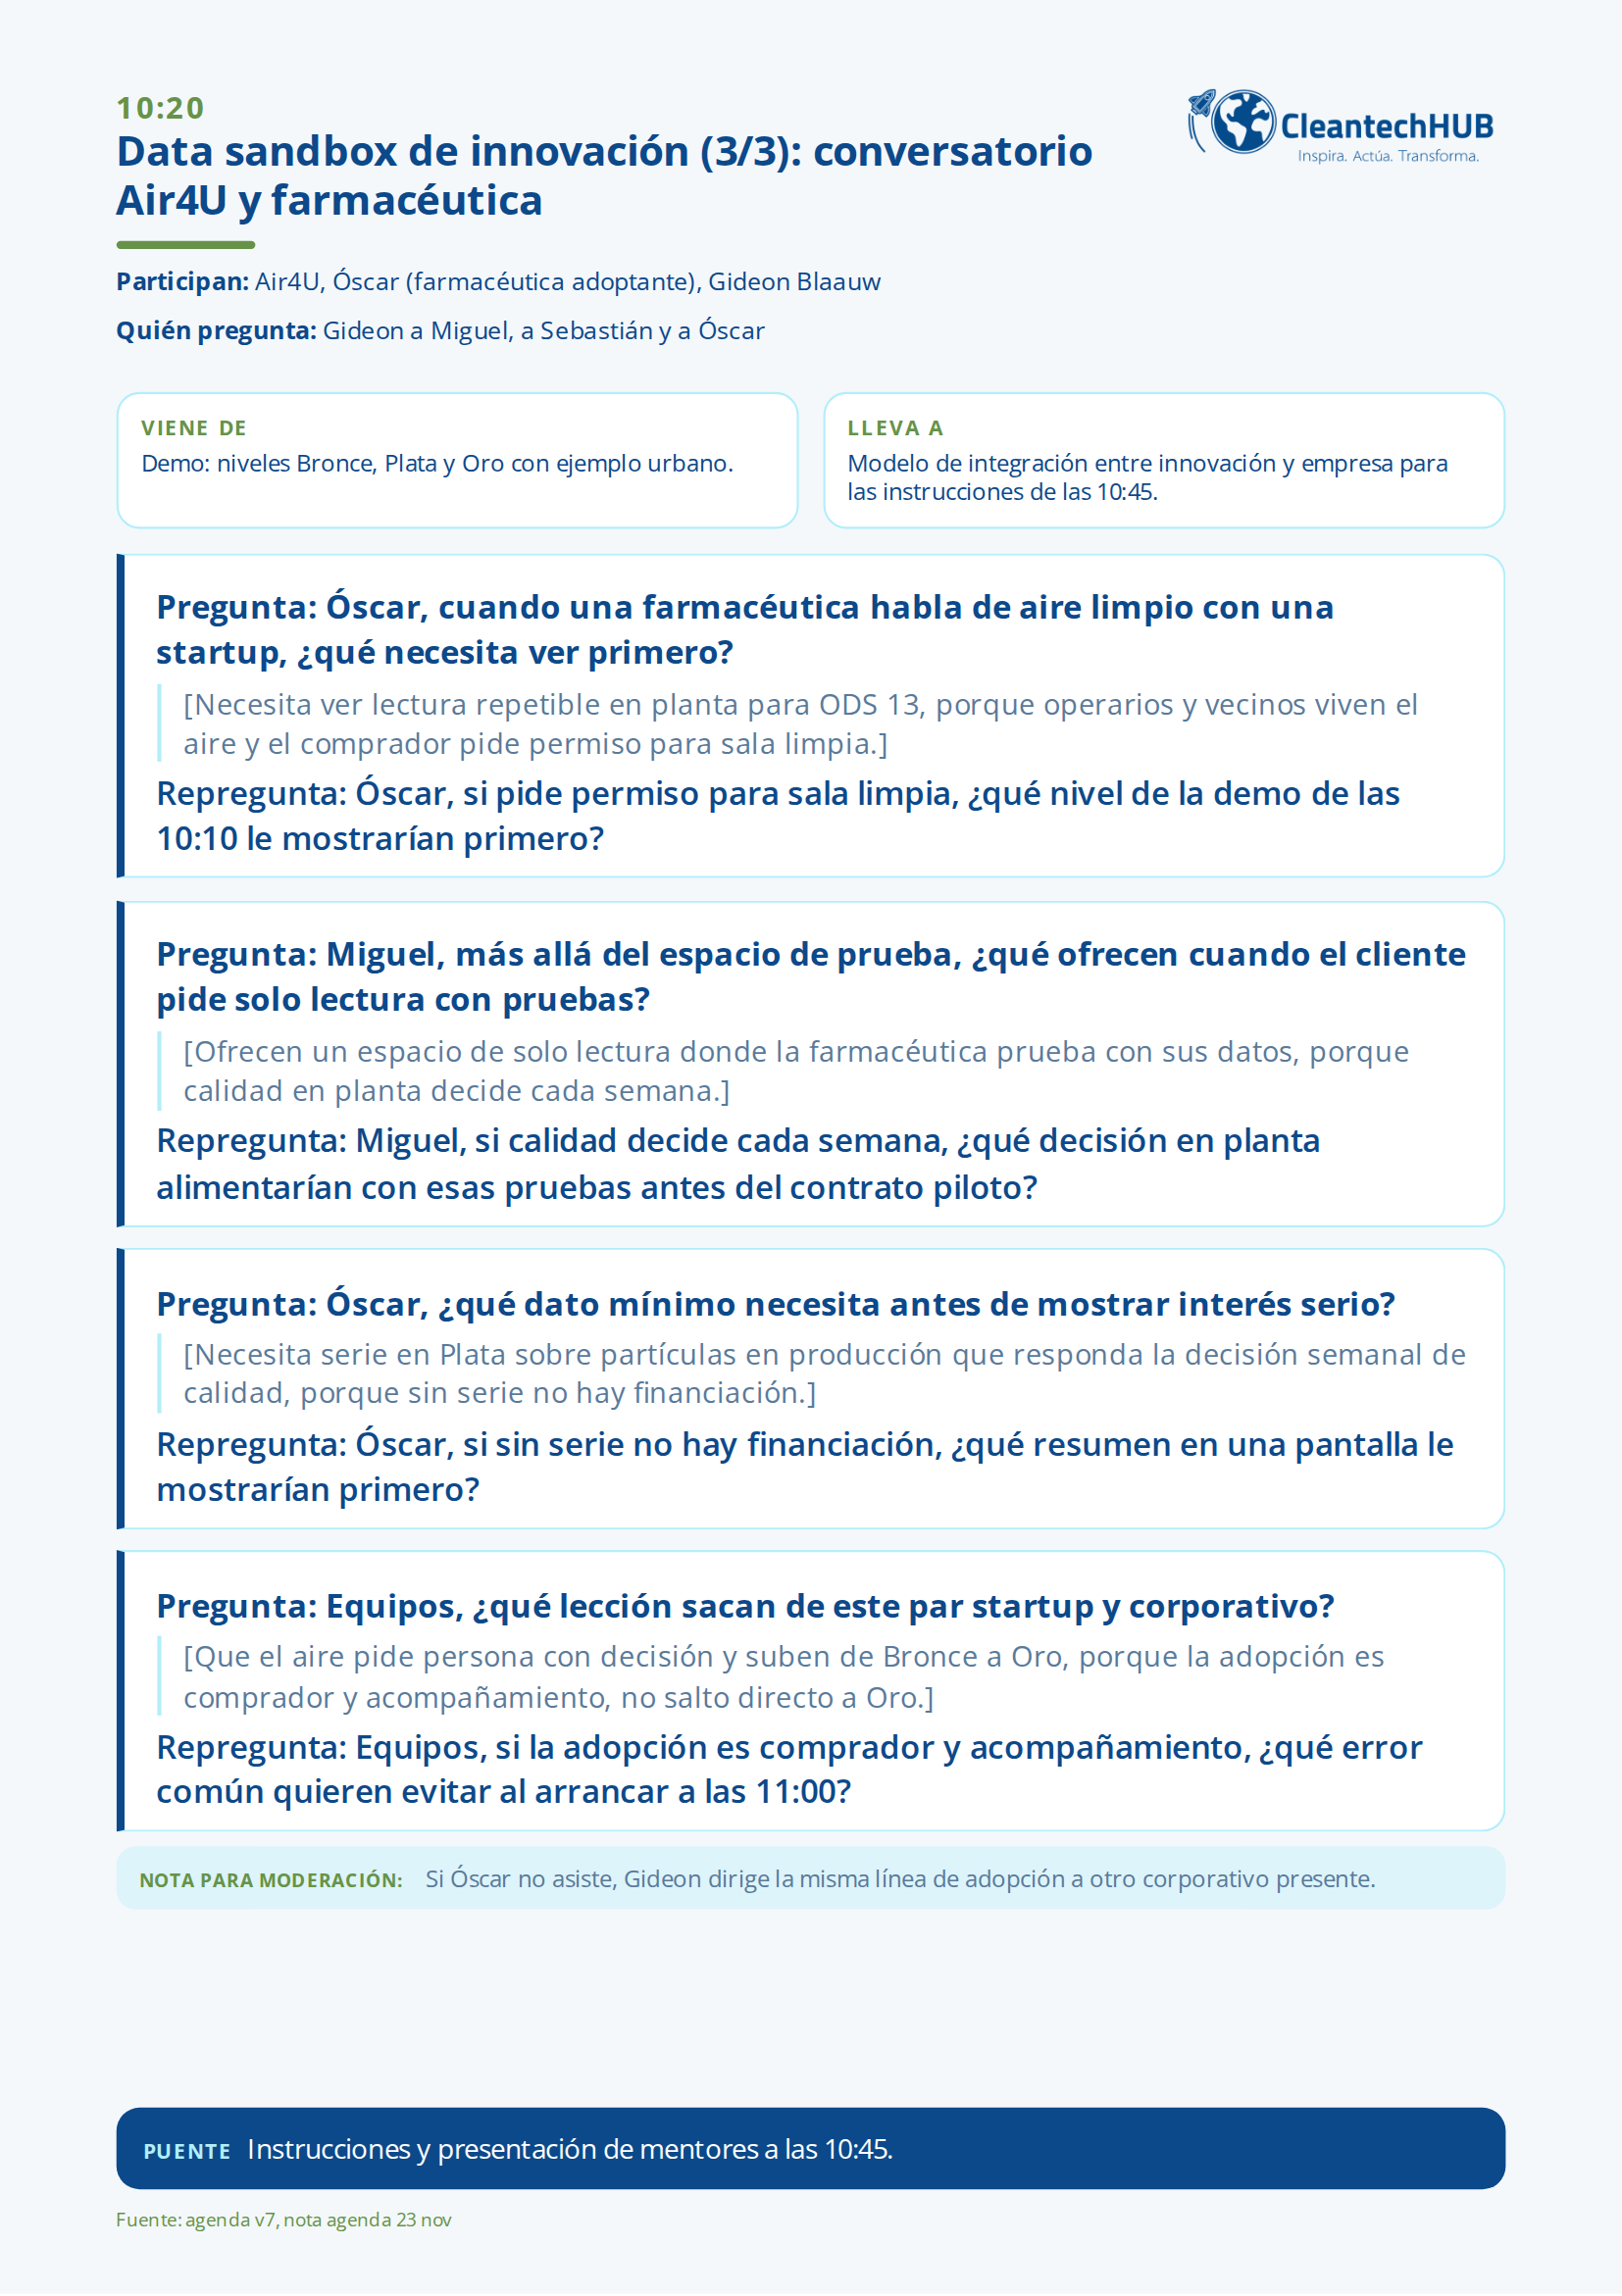 10:20
Data sandbox de innovación (3/3): conversatorio
Air4U y farmacéutica
CleantechHUB
Inspira. Actúa. Transforma.
Participan: Air4U, Óscar (farmacéutica adoptante), Gideon Blaauw
Quién pregunta: Gideon a Miguel, a Sebastián y a Óscar
VIENE DE
Demo: niveles Bronce, Plata y Oro con ejemplo urbano.
LLEVA A
Modelo de integración entre innovación y empresa para
las instrucciones de las 10:45.
Pregunta: Óscar, cuando una farmacéutica habla de aire limpio con una
startup, ¿qué necesita ver primero?
[Necesita ver lectura repetible en planta para ODS 13, porque operarios y vecinos viven el
aire y el comprador pide permiso para sala limpia.]
Repregunta: Óscar, si pide permiso para sala limpia, ¿qué nivel de la demo de las
10:10 le mostrarían primero?
Pregunta: Miguel, más allá del espacio de prueba, ¿qué ofrecen cuando el cliente
pide solo lectura con pruebas?
[Ofrecen un espacio de solo lectura donde la farmacéutica prueba con sus datos, porque
calidad en planta decide cada semana.]
Repregunta: Miguel, si calidad decide cada semana, ¿qué decisión en planta
alimentarían con esas pruebas antes del contrato piloto?
Pregunta: Óscar, ¿qué dato mínimo necesita antes de mostrar interés serio?
[Necesita serie en Plata sobre partículas en producción que responda la decisión semanal de
calidad, porque sin serie no hay financiación.]
Repregunta: Óscar, si sin serie no hay financiación, ¿qué resumen en una pantalla le
mostrarían primero?
Pregunta: Equipos, ¿qué lección sacan de este par startup y corporativo?
[Que el aire pide persona con decisión y suben de Bronce a Oro, porque la adopción es
comprador y acompañamiento, no salto directo a Oro.]
Repregunta: Equipos, si la adopción es comprador y acompañamiento, ¿qué error
común quieren evitar al arrancar a las 11:00?
NOTA PARA MODERACIÓN: Si Óscar no asiste, Gideon dirige la misma línea de adopción a otro corporativo presente.
PUENTE Instrucciones y presentación de mentores a las 10:45.
Fuente: agenda v7, nota agenda 23 nov